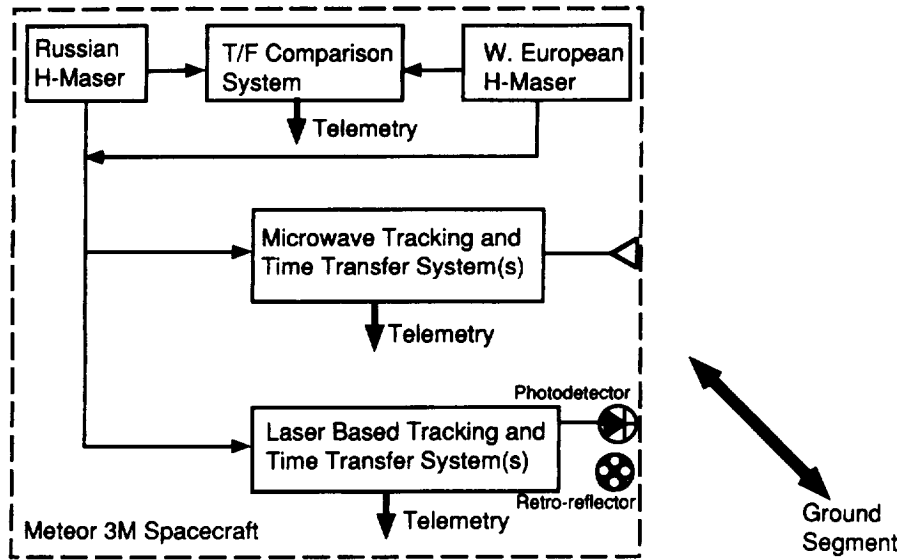 Russian
H-Maser
T/F Comparison
System
W. European
H-Maser
Telemetry
Microwave Tracking and
Time Transfer System(s)
Telemetry
Photodetector
Laser Based Tracking and
Time Transfer System(s)
Retro-reflector
Telemetry
Meteor 3M Spacecraft
Ground
Segment